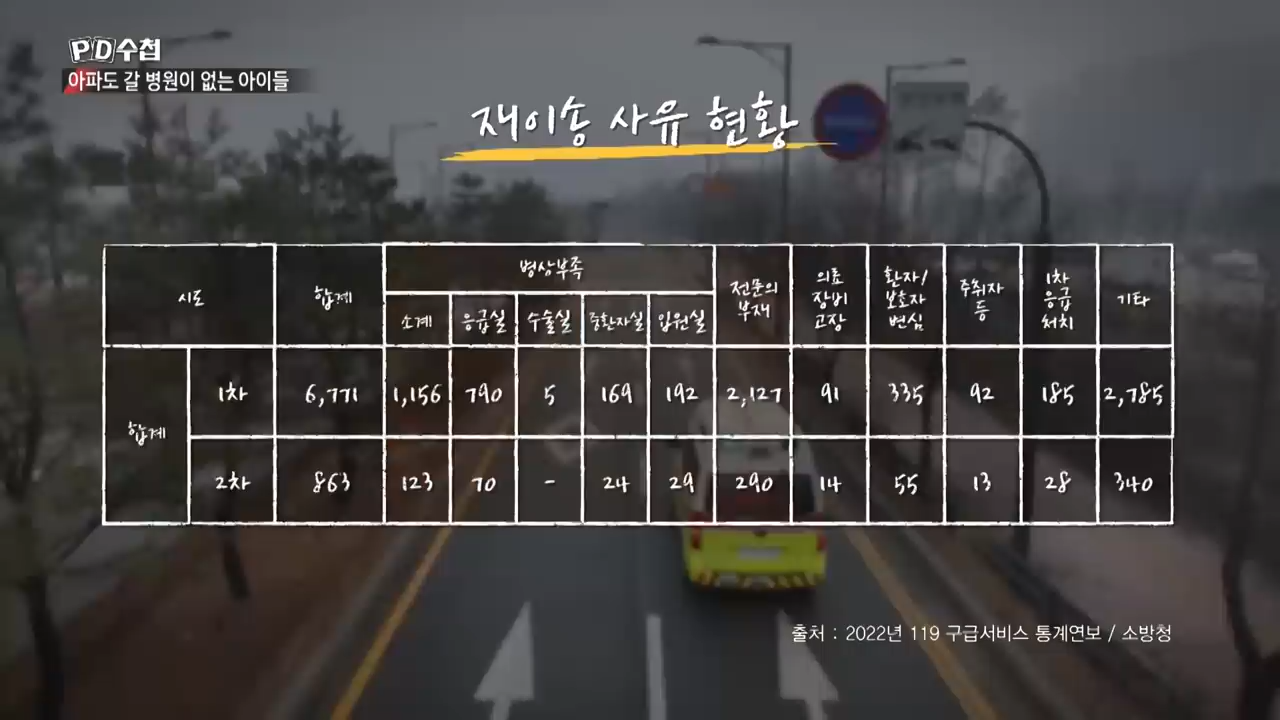 PD수첩
아파도 갈 병원이 없는 아이들
재이송 사유 현황
시도 합계 병상부족 전문의 부재 의료 장비 고장 환자/보호자 변심 주취자 등 1차 응급 처치 기타
소계 응급실 수술실 중환자실 입원실
합계
1차 6,771 1,156 790 5 169 192 2,127 91 335 92 185 2,785
2차 863 123 70 - 24 29 290 14 55 13 28 340
출처 : 2022년 119 구급서비스 통계연보 / 소방청